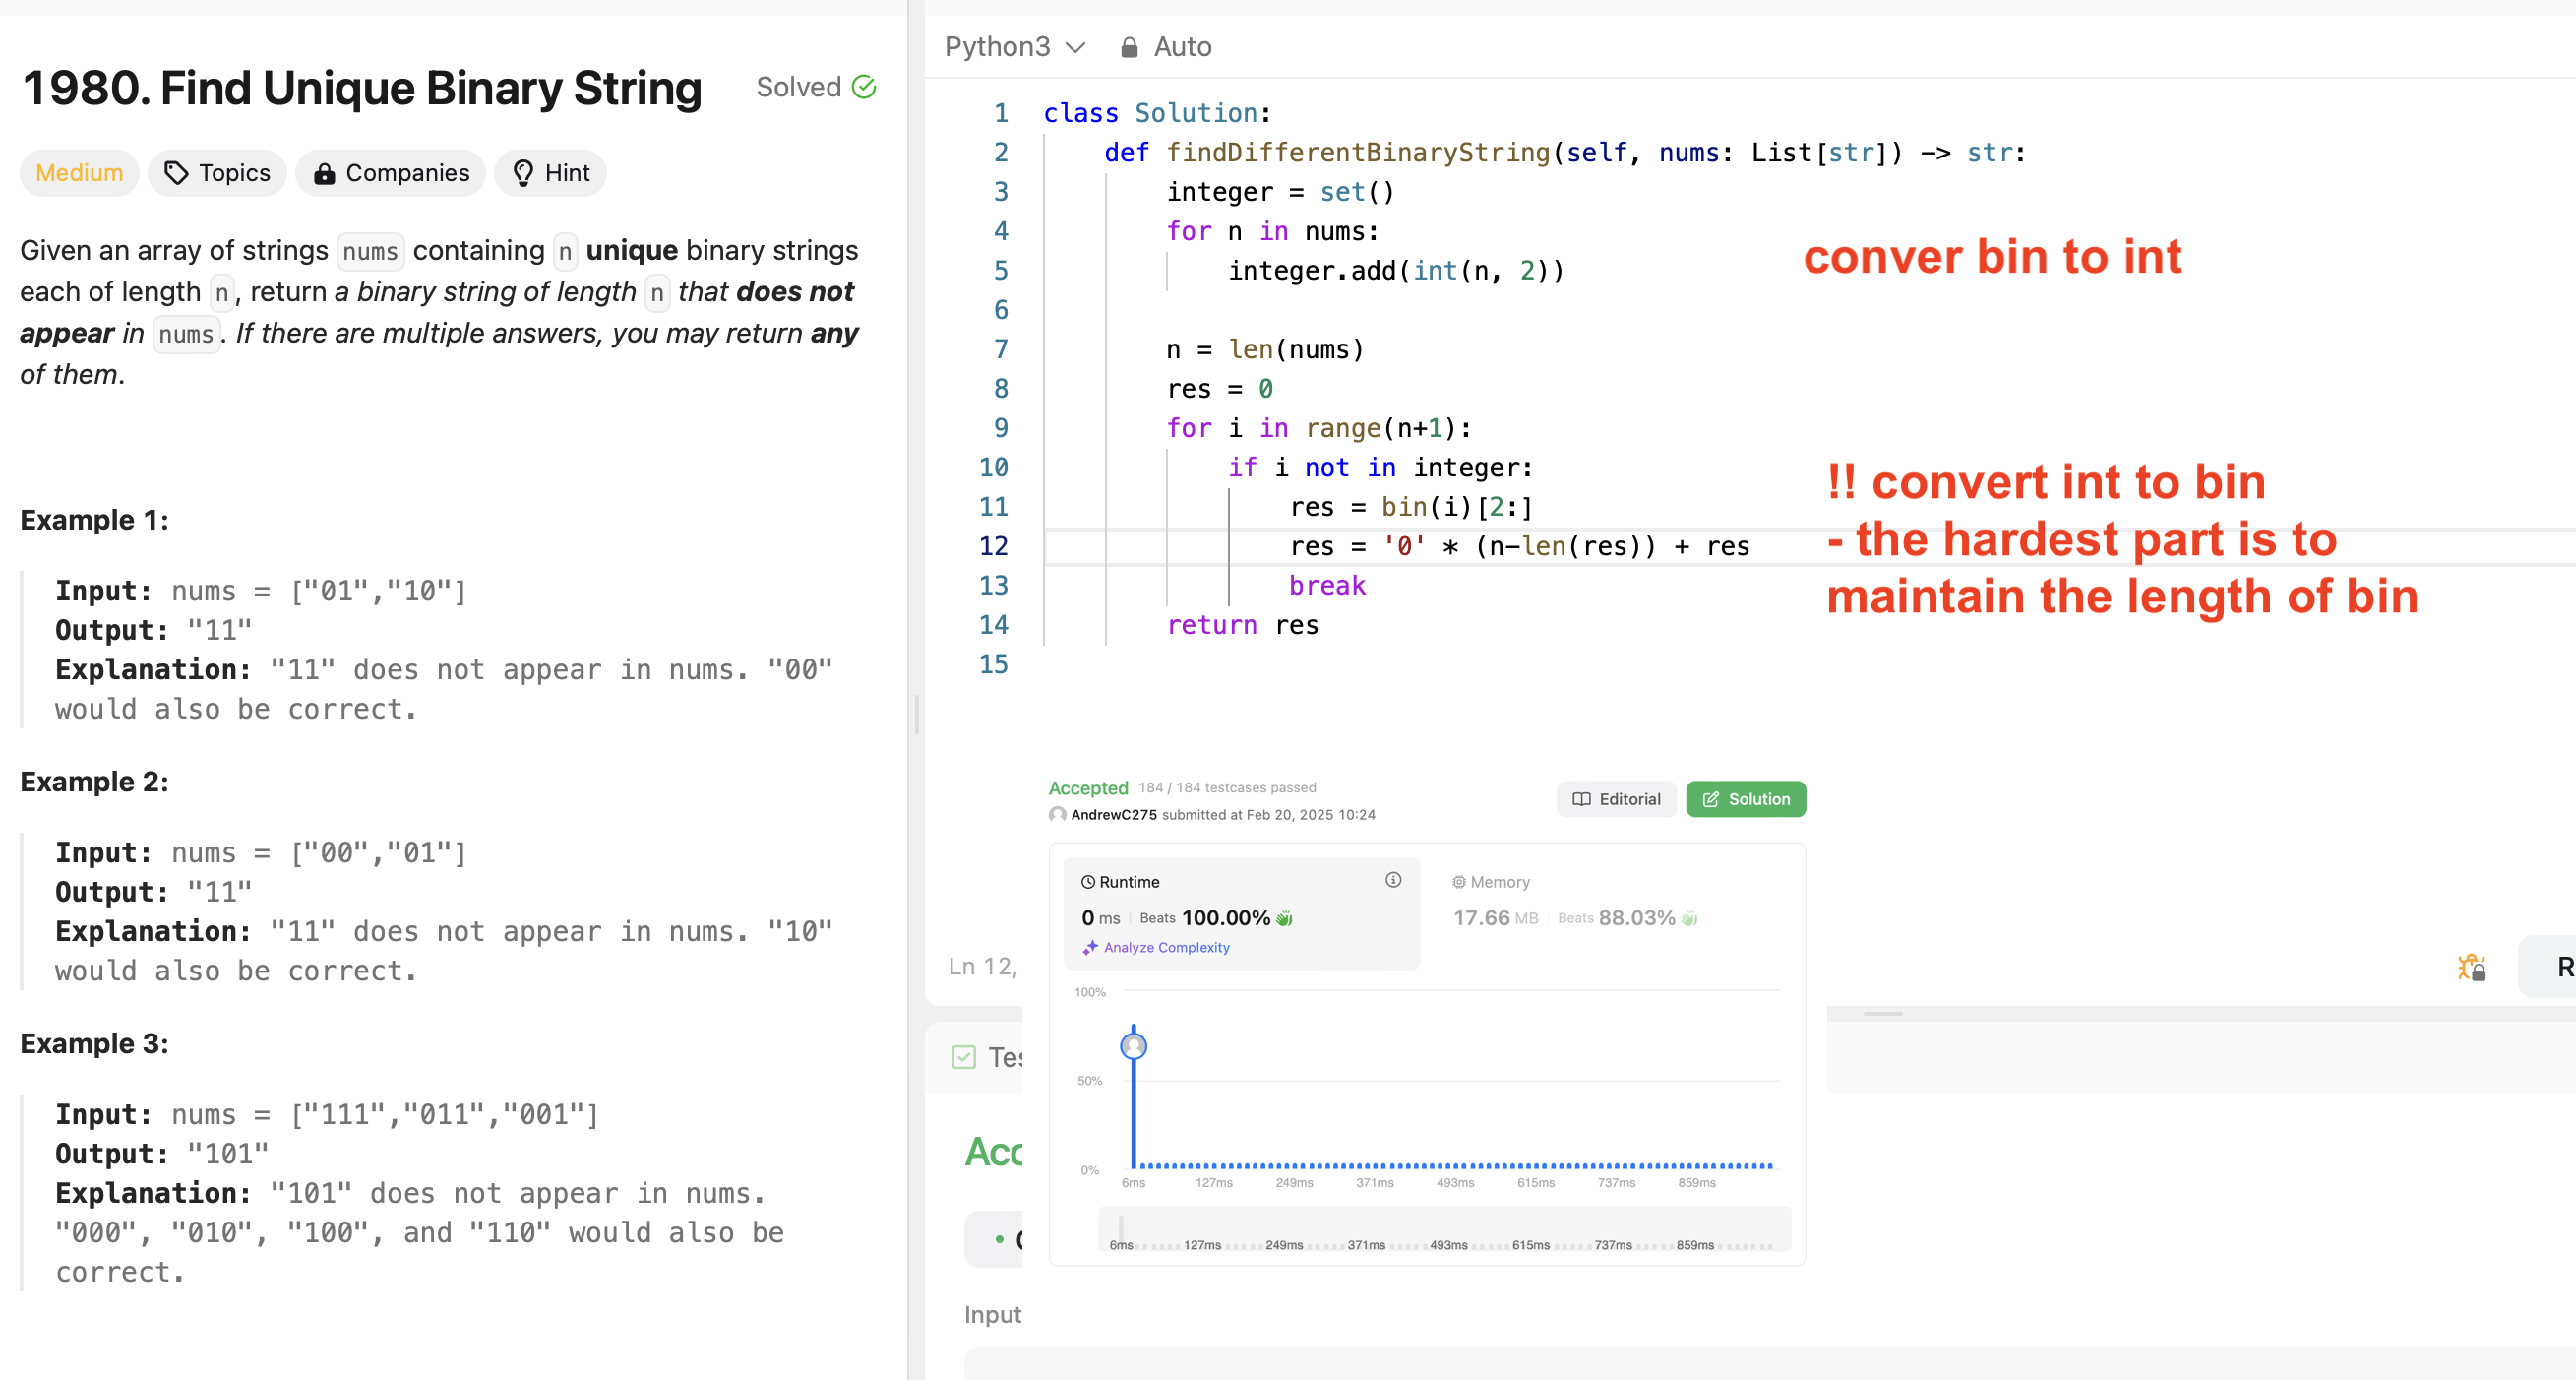 1980. Find Unique Binary String
Solved
Medium
Topics
Companies
Hint
Given an array of strings nums containing n unique binary strings
each of length n, return a binary string of length n that does not
appear in nums. If there are multiple answers, you may return any
of them.
Example 1:
Input: nums = ["01","10"]
Output: "11"
Explanation: "11" does not appear in nums. "00"
would also be correct.
Example 2:
Input: nums = ["00","01"]
Output: "11"
Explanation: "11" does not appear in nums. "10"
would also be correct.
Example 3:
Input: nums = ["111","011","001"]
Output: "101"
Explanation: "101" does not appear in nums.
"000", "010", "100", and "110" would also be
correct.
Python3
Auto
1 class Solution:
2     def findDifferentBinaryString(self, nums: List[str]) -> str:
3         integer = set()
4         for n in nums:
5             integer.add(int(n, 2))
6
7         n = len(nums)
8         res = 0
9         for i in range(n+1):
10             if i not in integer:
11                 res = bin(i)[2:]
12                 res = '0' * (n-len(res)) + res
13                 break
14         return res
15
conver bin to int
!! convert int to bin
- the hardest part is to
maintain the length of bin
Accepted 184 / 184 testcases passed
AndrewC275 submitted at Feb 20, 2025 10:24
Editorial
Solution
Runtime
0 ms | Beats 100.00%
Analyze Complexity
Memory
17.66 MB | Beats 88.03%
100%
50%
0%
6ms 127ms 249ms 371ms 493ms 615ms 737ms 859ms
6ms 127ms 249ms 371ms 493ms 615ms 737ms 859ms
Ln 12,
R
Tes
Acc
Input